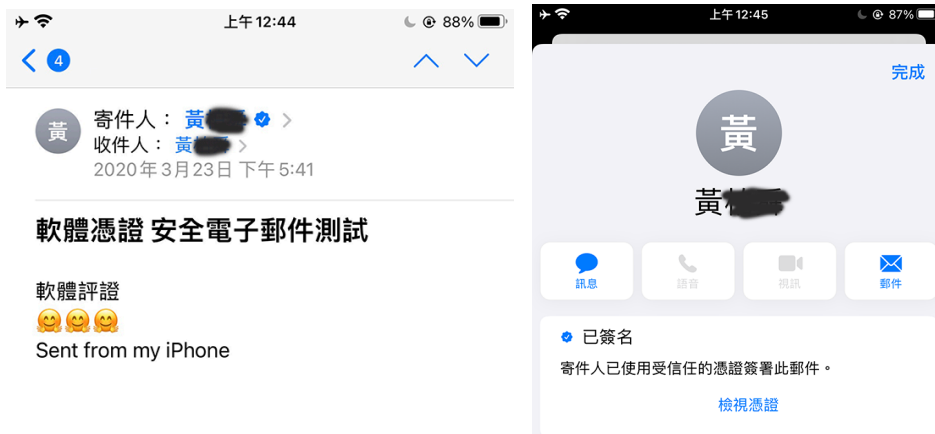 上午 12:44
88%
4
寄件人： 黃
收件人： 黃
2020年3月23日 下午5:41
軟體憑證 安全電子郵件測試
軟體評證
🤗🤗🤗
Sent from my iPhone
上午 12:45
87%
完成
黃
黃
訊息
語音
視訊
郵件
已簽名
寄件人已使用受信任的憑證簽署此郵件。
檢視憑證